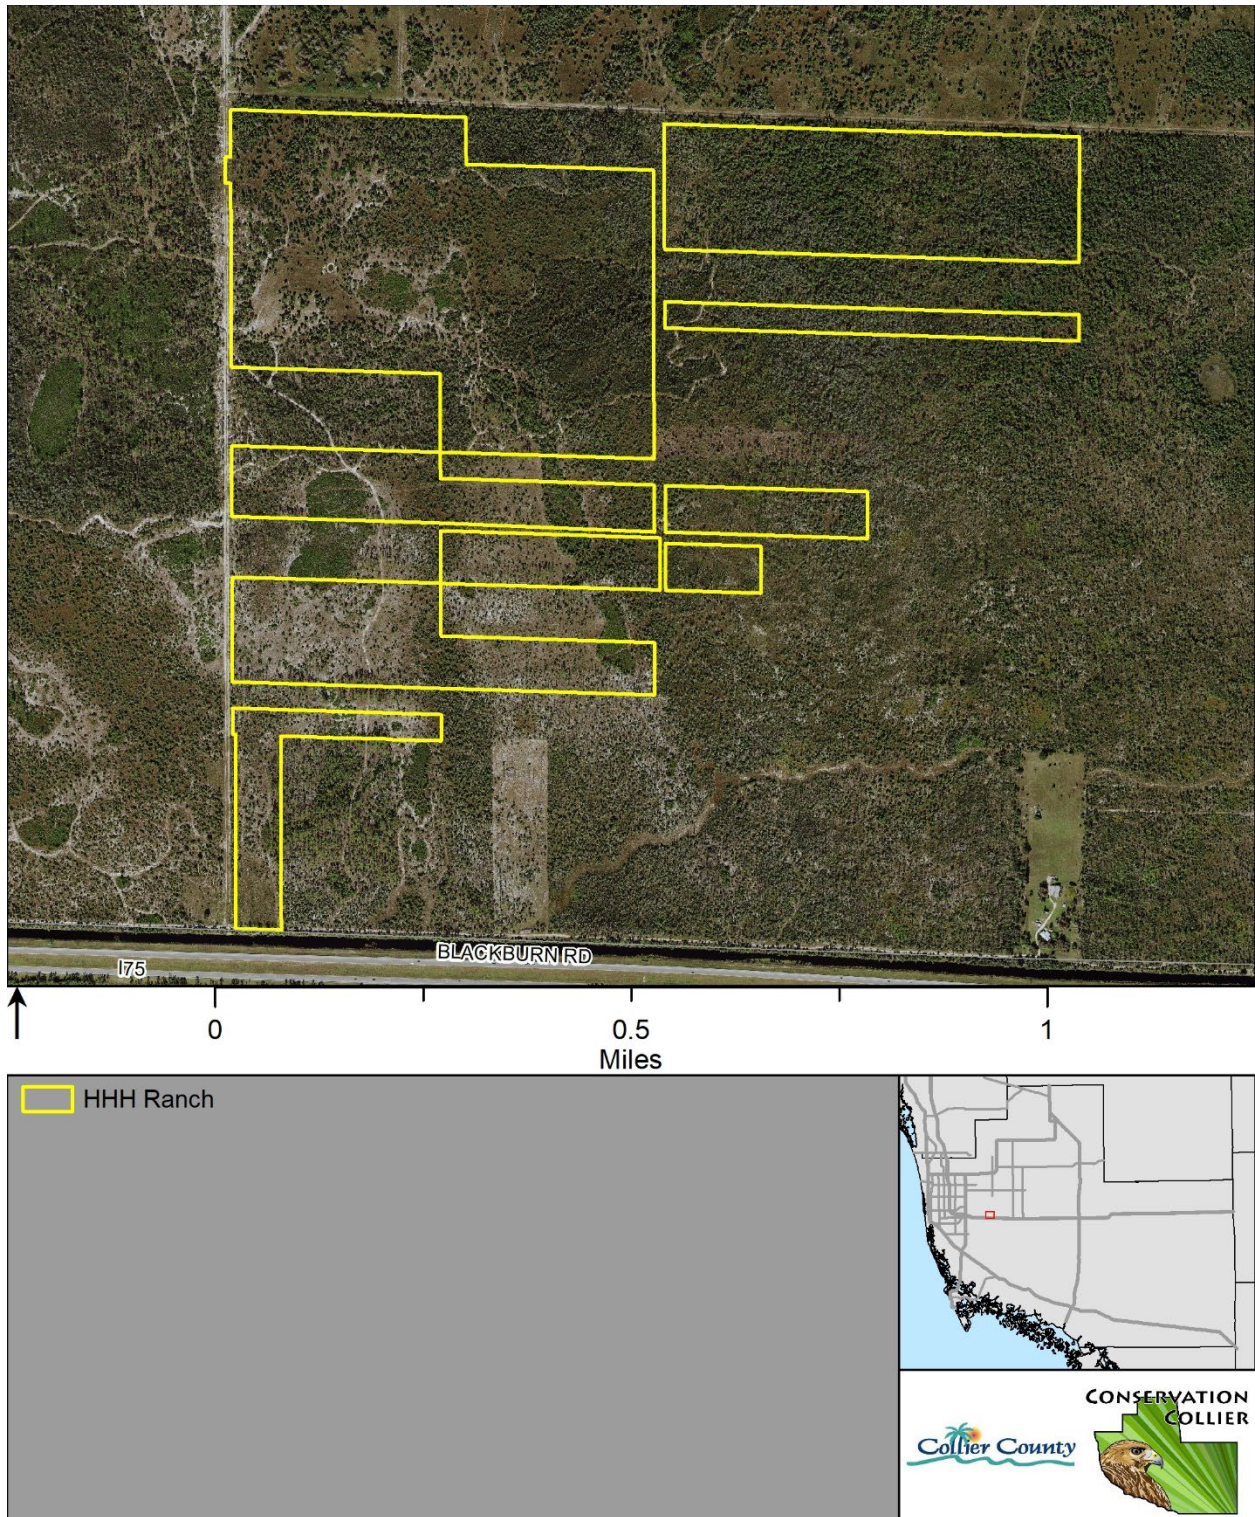 I75
BLACKBURN RD
0
0.5
1
Miles
HHH Ranch
CONSERVATION
COLLIER
Collier County